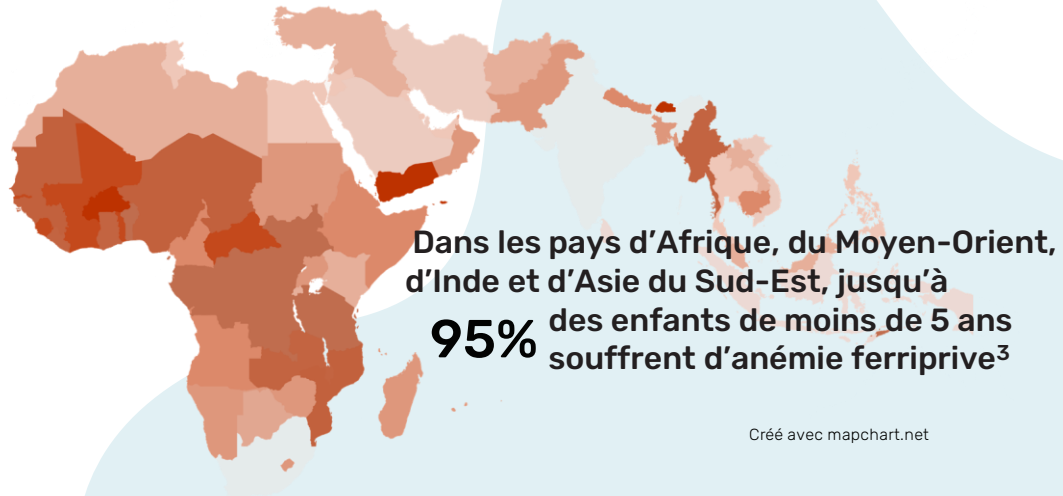 Dans les pays d’Afrique, du Moyen-Orient,
d’Inde et d’Asie du Sud-Est, jusqu’à
95% des enfants de moins de 5 ans
souffrent d’anémie ferriprive³
Créé avec mapchart.net